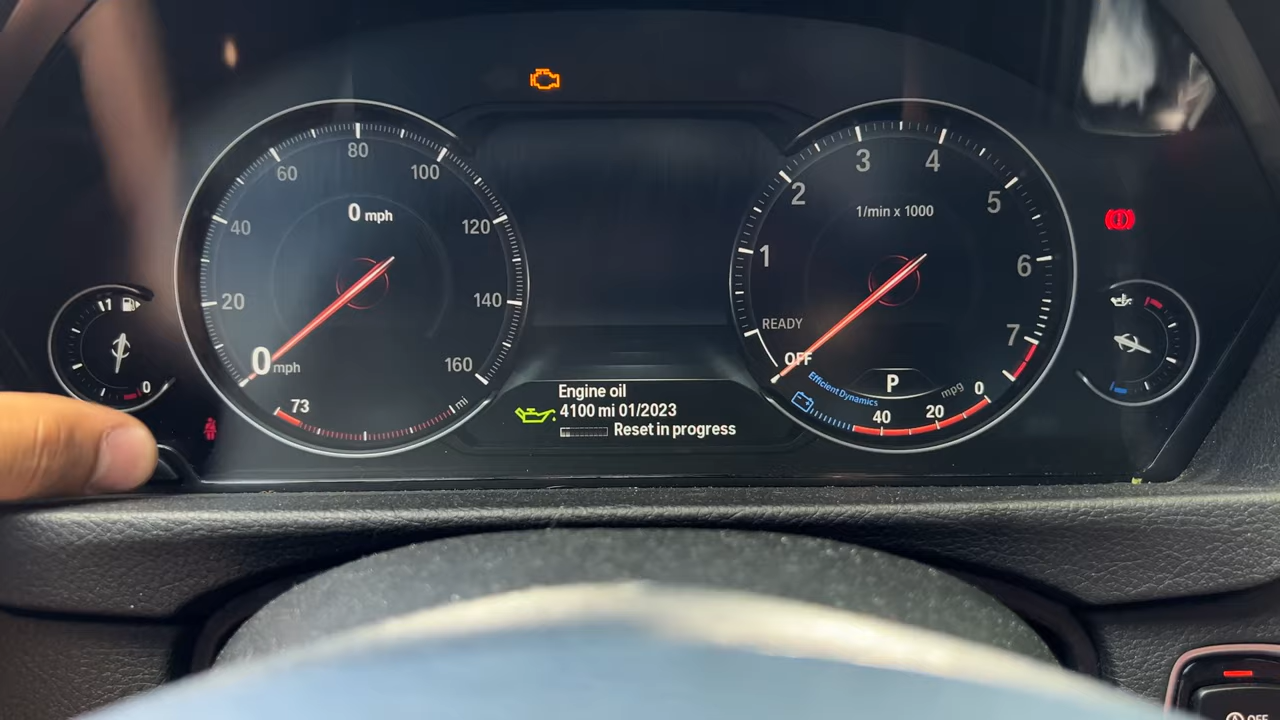 80
60
100
0 mph
40
120
20
140
0 mph
160
73
mi
1
0
3
4
2
5
1/min x 1000
1
6
READY
7
OFF
Efficient Dynamics
P
mpg
40
20
0
Engine oil
4100 mi 01/2023
Reset in progress
OFF